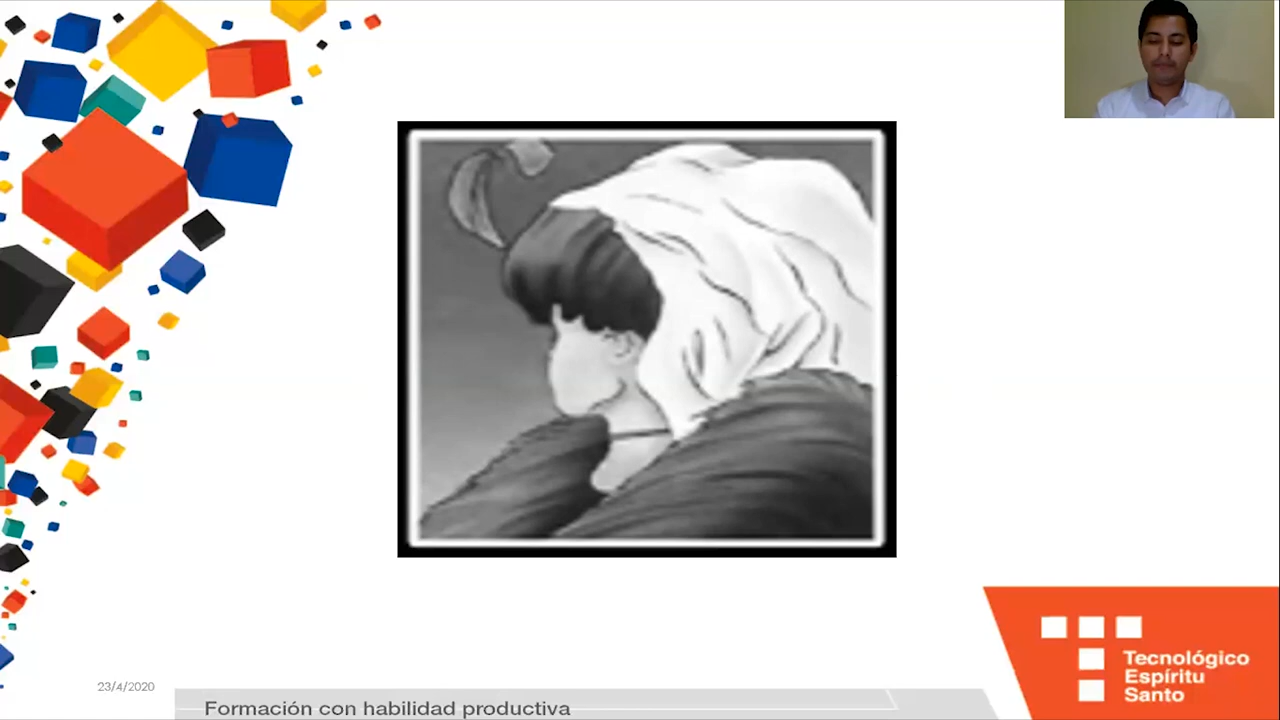 23/4/2020
Formación con habilidad productiva
Tecnológico
Espíritu
Santo